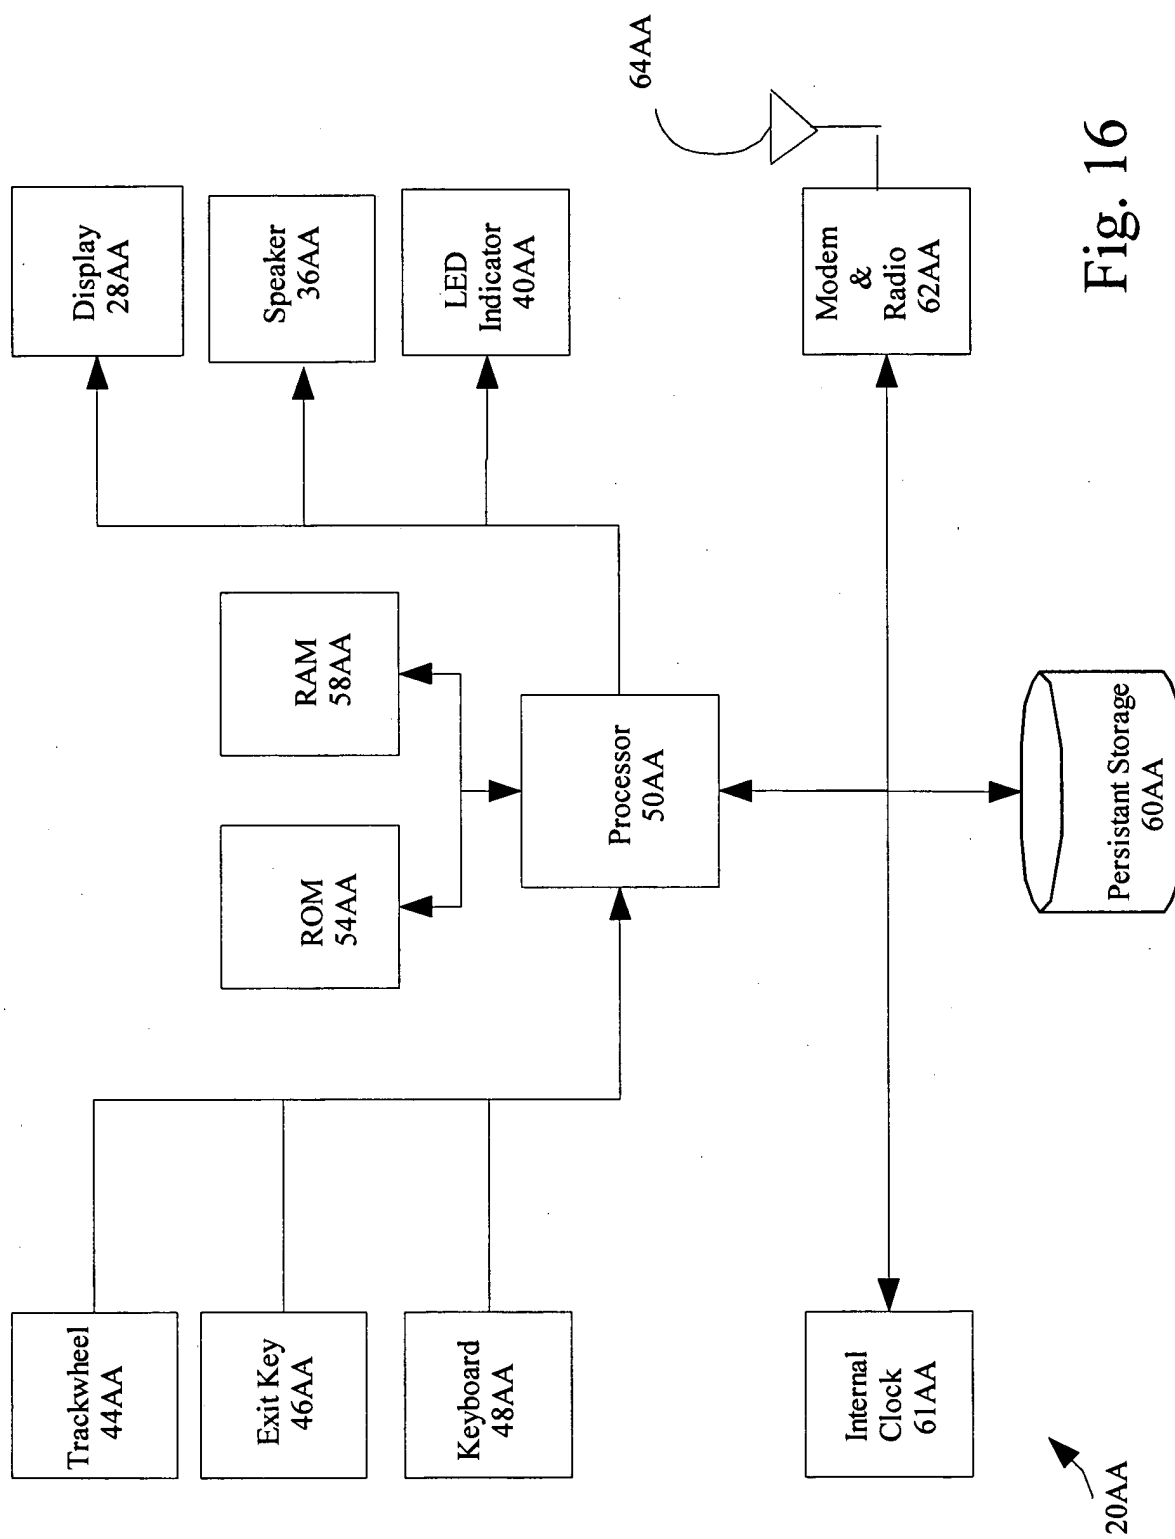 Trackwheel
44AA
Exit Key
46AA
Keyboard
48AA
ROM
54AA
RAM
58AA
Processor
50AA
Display
28AA
Speaker
36AA
LED
Indicator
40AA
Internal
Clock
61AA
Persistant Storage
60AA
Modem
&
Radio
62AA
64AA
20AA
Fig. 16